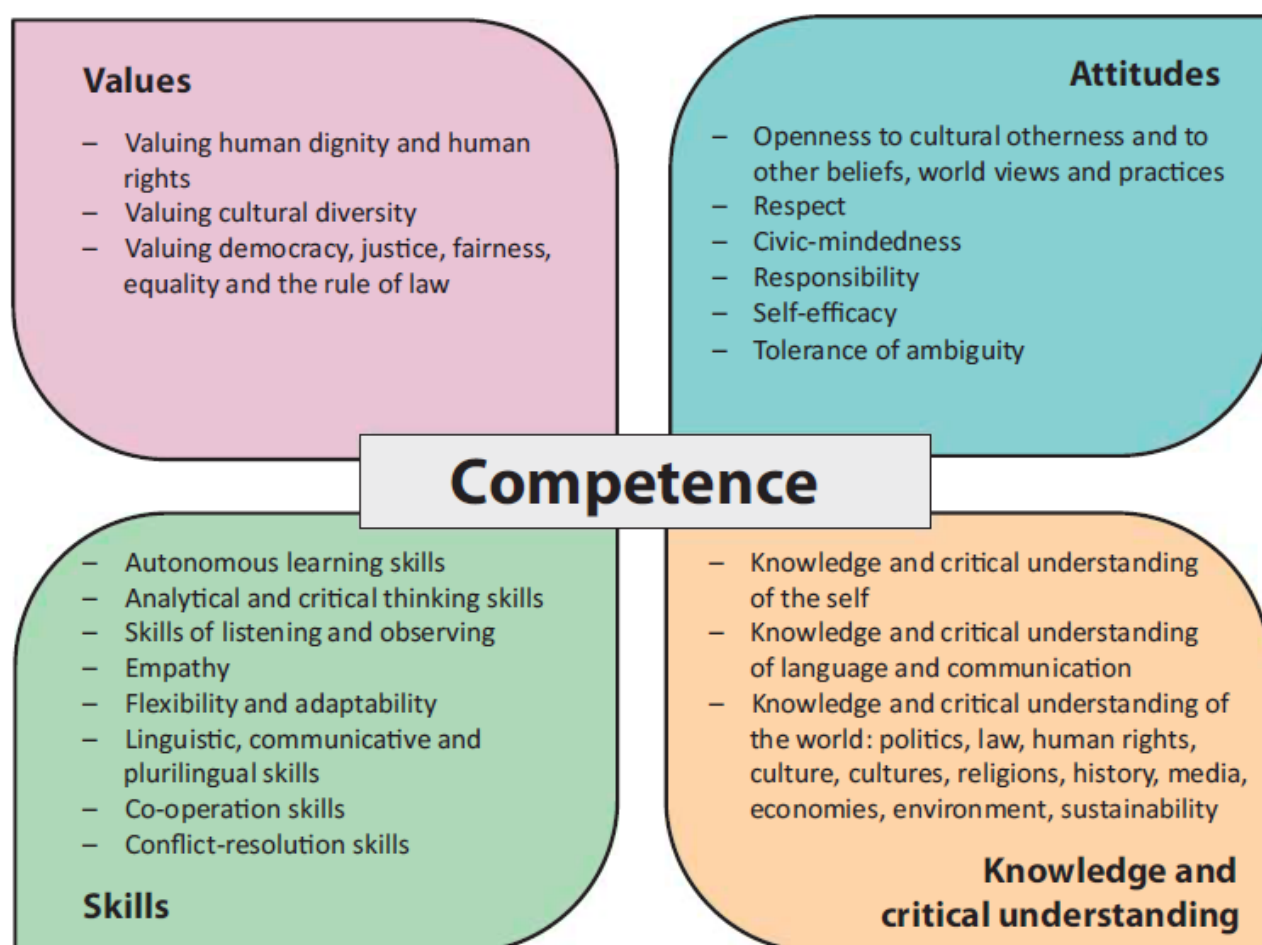 Values
– Valuing human dignity and human
rights
– Valuing cultural diversity
– Valuing democracy, justice, fairness,
equality and the rule of law
Attitudes
– Openness to cultural otherness and to
other beliefs, world views and practices
– Respect
– Civic-mindedness
– Responsibility
– Self-efficacy
– Tolerance of ambiguity
Competence
– Autonomous learning skills
– Analytical and critical thinking skills
– Skills of listening and observing
– Empathy
– Flexibility and adaptability
– Linguistic, communicative and
plurilingual skills
– Co-operation skills
– Conflict-resolution skills
Skills
– Knowledge and critical understanding
of the self
– Knowledge and critical understanding
of language and communication
– Knowledge and critical understanding of
the world: politics, law, human rights,
culture, cultures, religions, history, media,
economies, environment, sustainability
Knowledge and
critical understanding